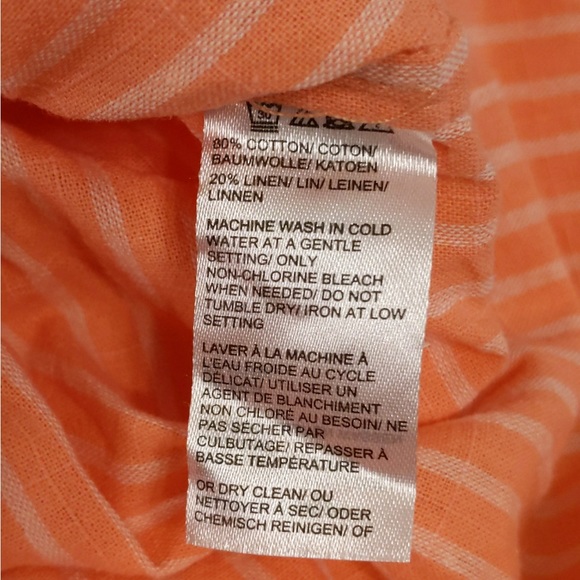 80% COTTON/ COTON/
BAUMWOLLE/ KATOEN
20% LINEN/ LIN/ LEINEN/
LINNEN
MACHINE WASH IN COLD
WATER AT A GENTLE
SETTING/ ONLY
NON-CHLORINE BLEACH
WHEN NEEDED/ DO NOT
TUMBLE DRY/ IRON AT LOW
SETTING
LAVER À LA MACHINE À
L'EAU FROIDE AU CYCLE
DÉLICAT/ UTILISER UN
AGENT DE BLANCHIMENT
NON CHLORÉ AU BESOIN/ NE
PAS SÉCHER PAR
CULBUTAGE/ REPASSER À
BASSE TEMPÉRATURE
OR DRY CLEAN/ OU
NETTOYER À SEC/ ODER
CHEMISCH REINIGEN/ OF